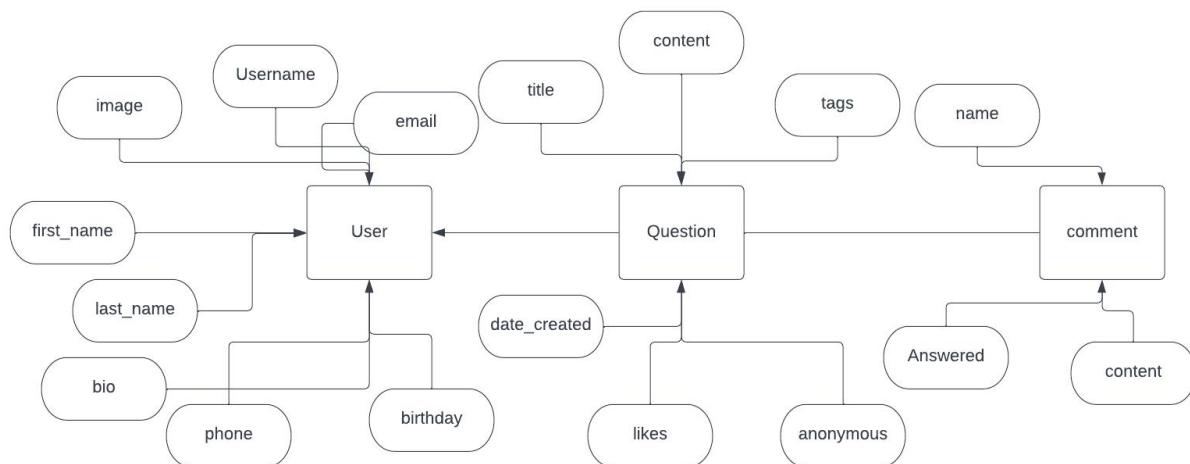 content
Username
title
image
tags
email
name
first_name
User
Question
comment
last_name
date_created
Answered
bio
content
birthday
phone
likes
anonymous